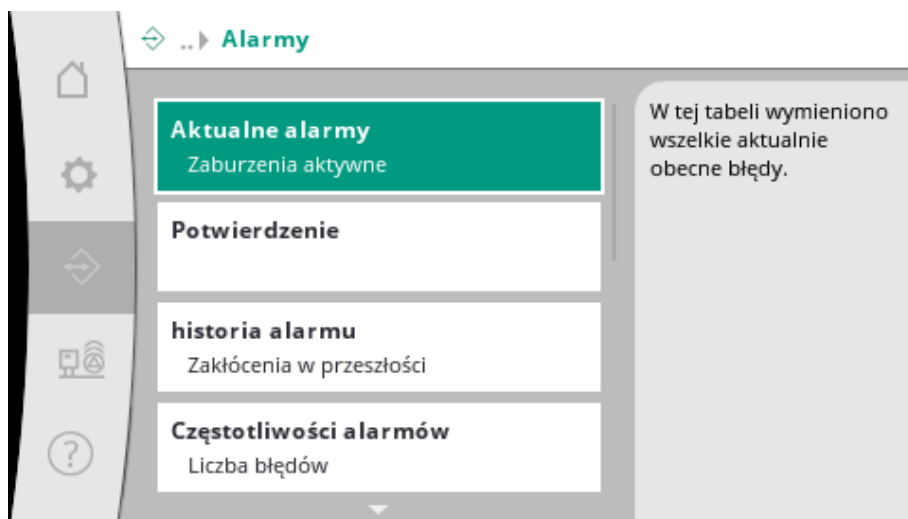 .. Alarmy
Aktualne alarmy
Zaburzenia aktywne
Potwierdzenie
historia alarmu
Zakłócenia w przeszłości
Częstotliwości alarmów
Liczba błędów
W tej tabeli wymieniono
wszelkie aktualnie
obecne błędy.
?